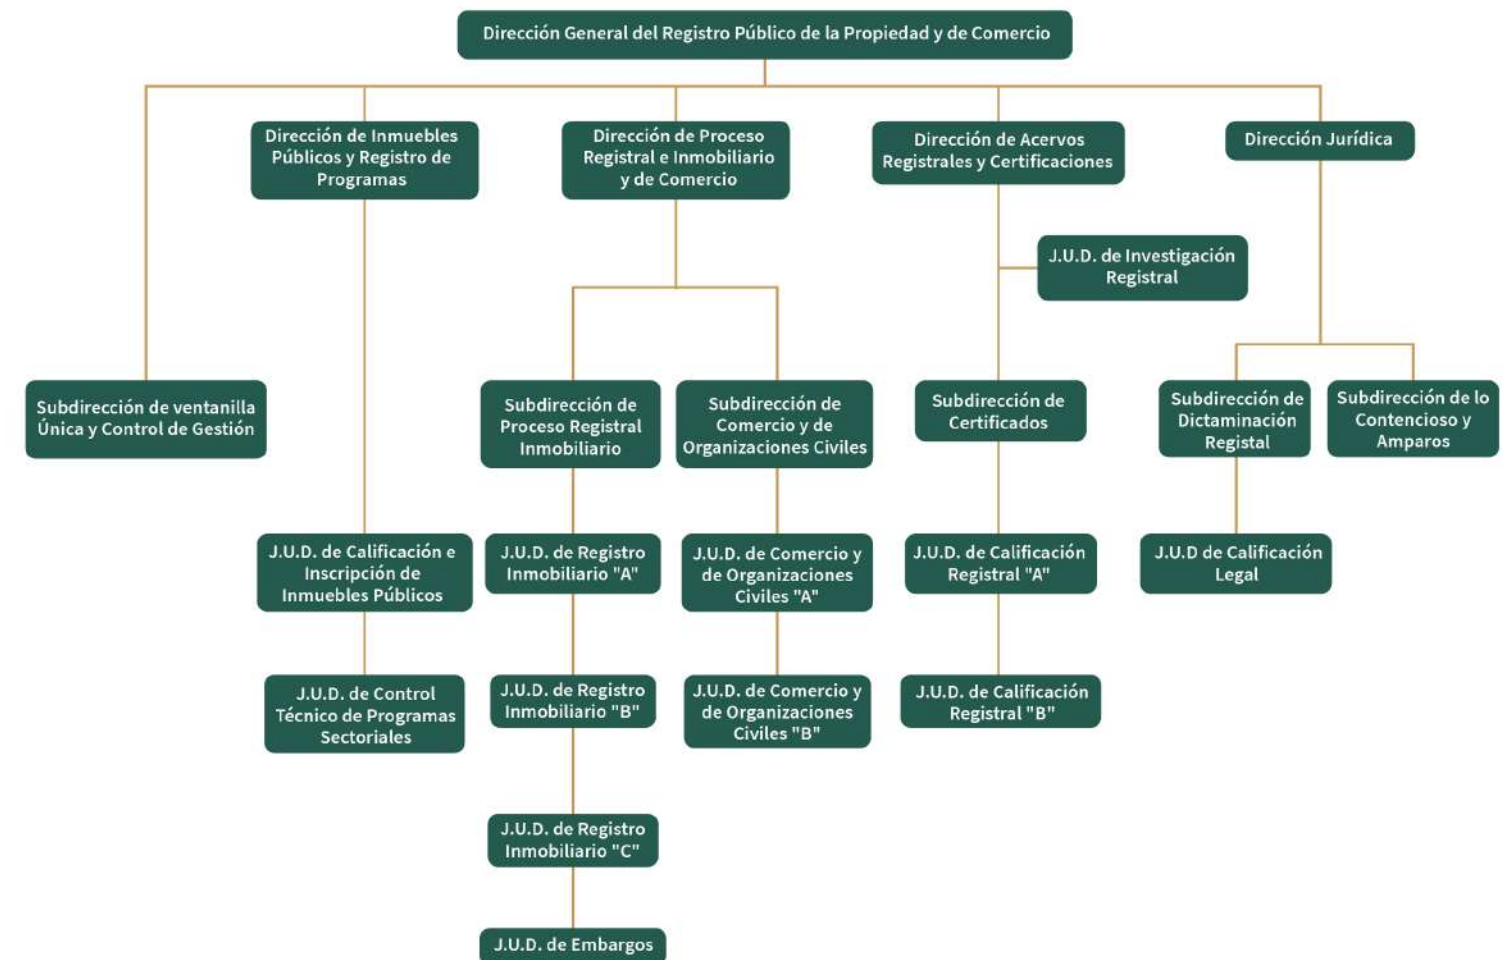 Dirección General del Registro Público de la Propiedad y de Comercio
Dirección de Inmuebles
Públicos y Registro de
Programas
Dirección de Proceso
Registral e Inmobiliario
y de Comercio
Dirección de Acervos
Registrales y Certificaciones
Dirección Jurídica
J.U.D. de Investigación
Registral
Subdirección de ventanilla
Única y Control de Gestión
Subdirección de
Proceso Registral
Inmobiliario
Subdirección de
Comercio y de
Organizaciones Civiles
Subdirección de
Certificados
Subdirección de
Dictaminación
Registal
Subdirección de lo
Contencioso y
Amparos
J.U.D. de Calificación e
Inscripción de
Inmuebles Públicos
J.U.D. de Registro
Inmobiliario "A"
J.U.D. de Comercio y
de Organizaciones
Civiles "A"
J.U.D. de Calificación
Registral "A"
J.U.D de Calificación
Legal
J.U.D. de Control
Técnico de Programas
Sectoriales
J.U.D. de Registro
Inmobiliario "B"
J.U.D. de Comercio y
de Organizaciones
Civiles "B"
J.U.D. de Calificación
Registral "B"
J.U.D. de Registro
Inmobiliario "C"
J.U.D. de Embargos